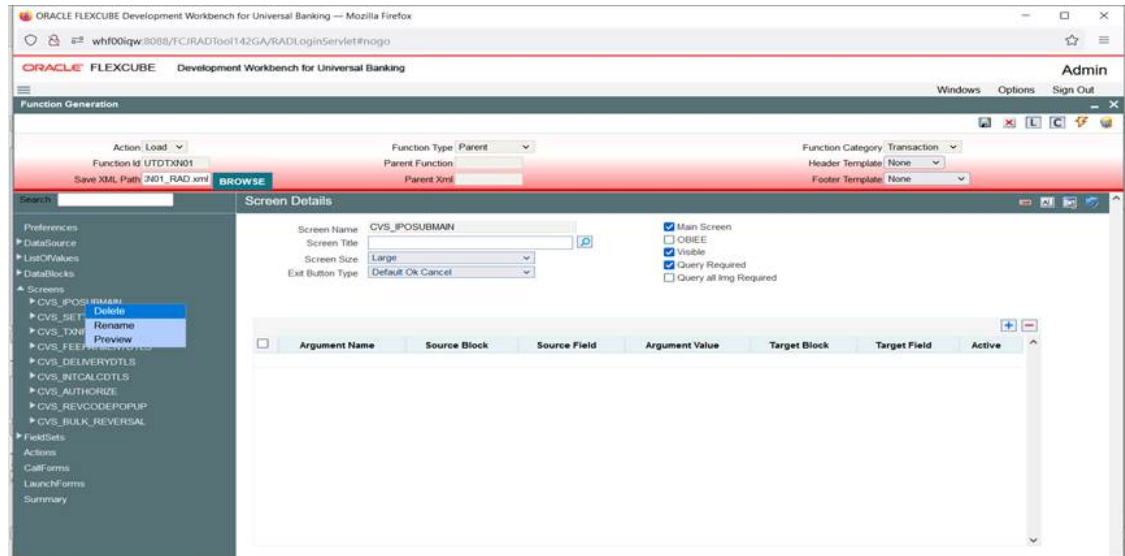 ORACLE FLEXCUBE Development Workbench for Universal Banking — Mozilla Firefox
whf00iqw:8088/FCJRADTool142GA/RADLoginServlet#nogo
ORACLE FLEXCUBE Development Workbench for Universal Banking Admin
Windows Options Sign Out
Function Generation
L C
Action Load Function Type Parent Function Category Transaction
Function Id UTDTXN01 Parent Function Header Template None
Save XML Path 3N01_RAD.xml BROWSE Parent Xml Footer Template None
Search Screen Details
Preferences Screen Name CVS_IPOSUBMAIN Main Screen
DataSource Screen Title OBIEE
ListOfValues Screen Size Large Visible
DataBlocks Exit Button Type Default Ok Cancel Query Required
Screens Query all Img Required
CVS_IPOSUBMAIN
Delete
CVS_SET
Rename
CVS_TXN
Preview
CVS_DELIVERYDTLS
CVS_INTCALCDTLS
CVS_AUTHORIZE
CVS_REVCODEPOPUP
CVS_BULK_REVERSAL
FieldSets
Actions
CallForms
LaunchForms
Summary
Argument Name Source Block Source Field Argument Value Target Block Target Field Active